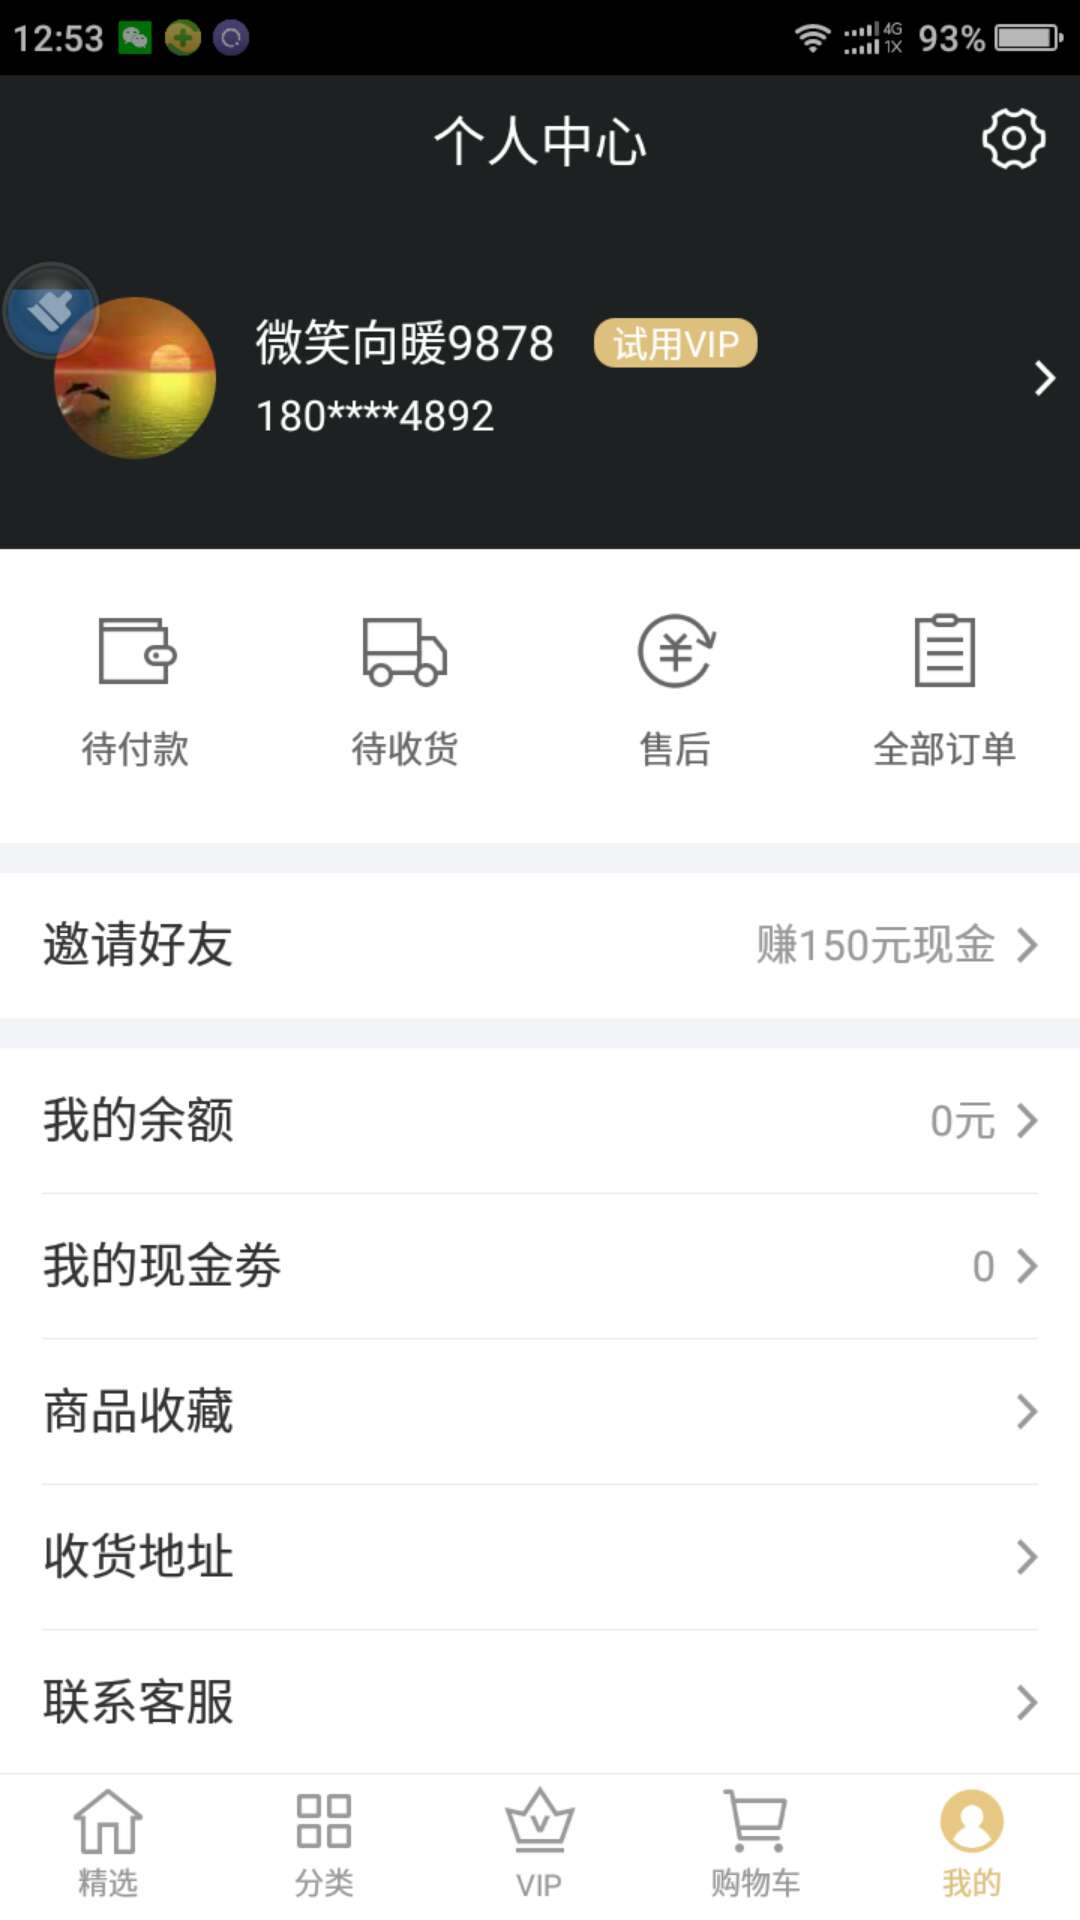 12:53 4G 1X 93%
个人中心
微笑向暖9878 试用VIP
180****4892
待付款 待收货 售后 全部订单
邀请好友 赚150元现金
我的余额 0元
我的现金券 0
商品收藏
收货地址
联系客服
精选 分类 VIP 购物车 我的